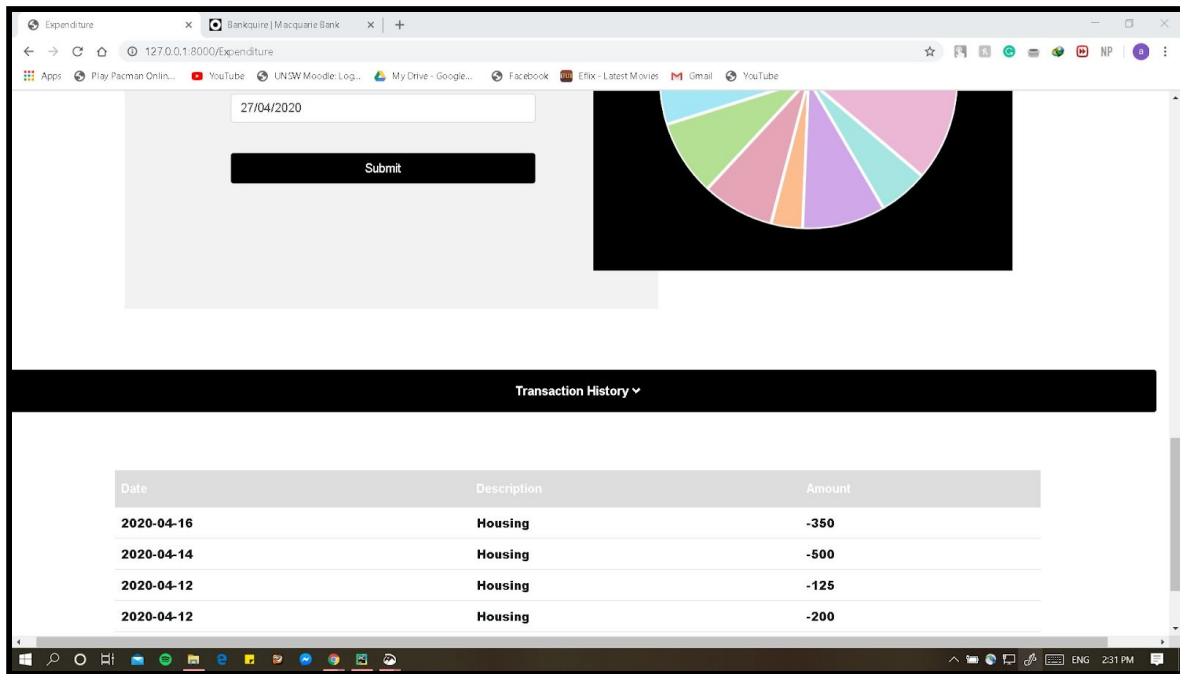 Expenditure
Bankquire | Macquarie Bank
127.0.0.1:8000/Expenditure
NP
a
Apps
Play Pacman Onlin...
YouTube
UNSW Moodle: Log...
My Drive - Google...
Facebook
Eflix - Latest Movies
Gmail
YouTube
27/04/2020
Submit
Transaction History
Date Description Amount
2020-04-16 Housing -350
2020-04-14 Housing -500
2020-04-12 Housing -125
2020-04-12 Housing -200
ENG 2:31 PM